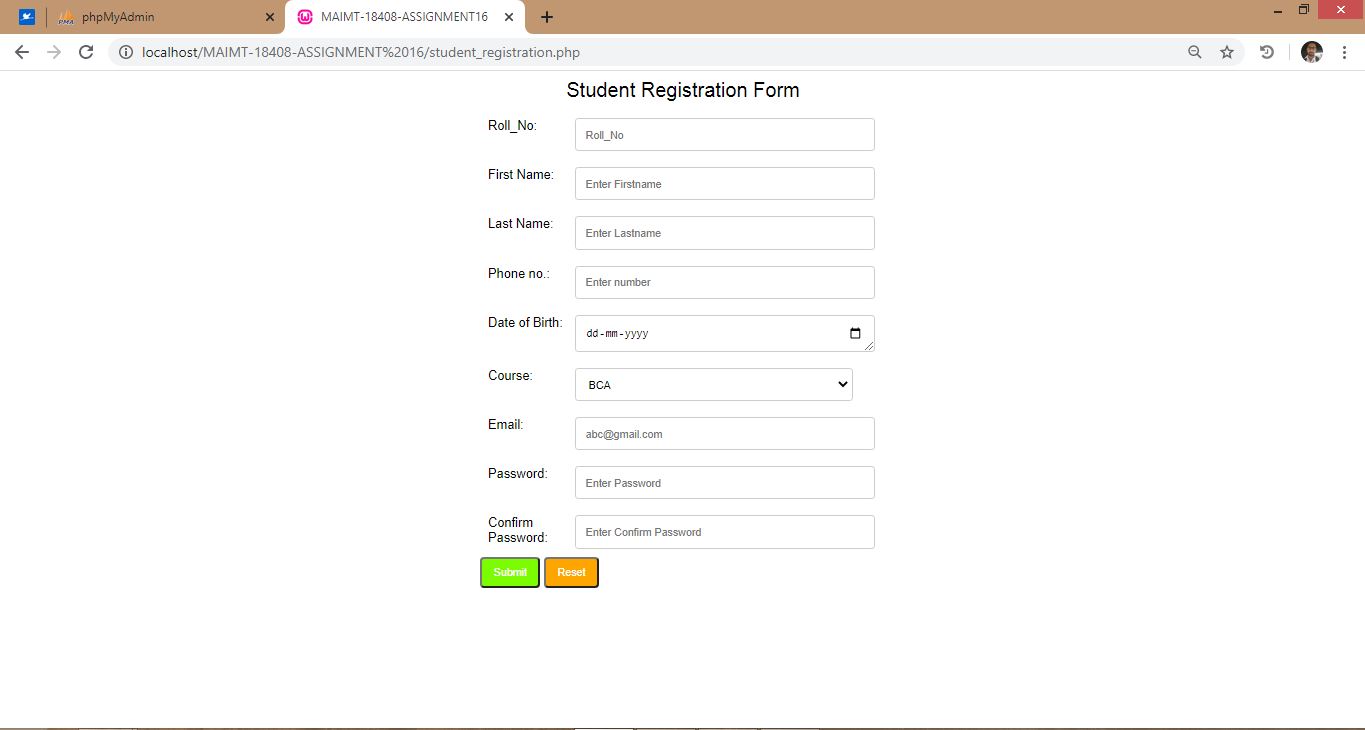 phpMyAdmin
MAIMT-18408-ASSIGNMENT16
localhost/MAIMT-18408-ASSIGNMENT%2016/student_registration.php
Student Registration Form
Roll_No: Roll_No
First Name: Enter Firstname
Last Name: Enter Lastname
Phone no.: Enter number
Date of Birth: dd-mm-yyyy
Course: BCA
Email: abc@gmail.com
Password: Enter Password
Confirm
Password: Enter Confirm Password
Submit Reset